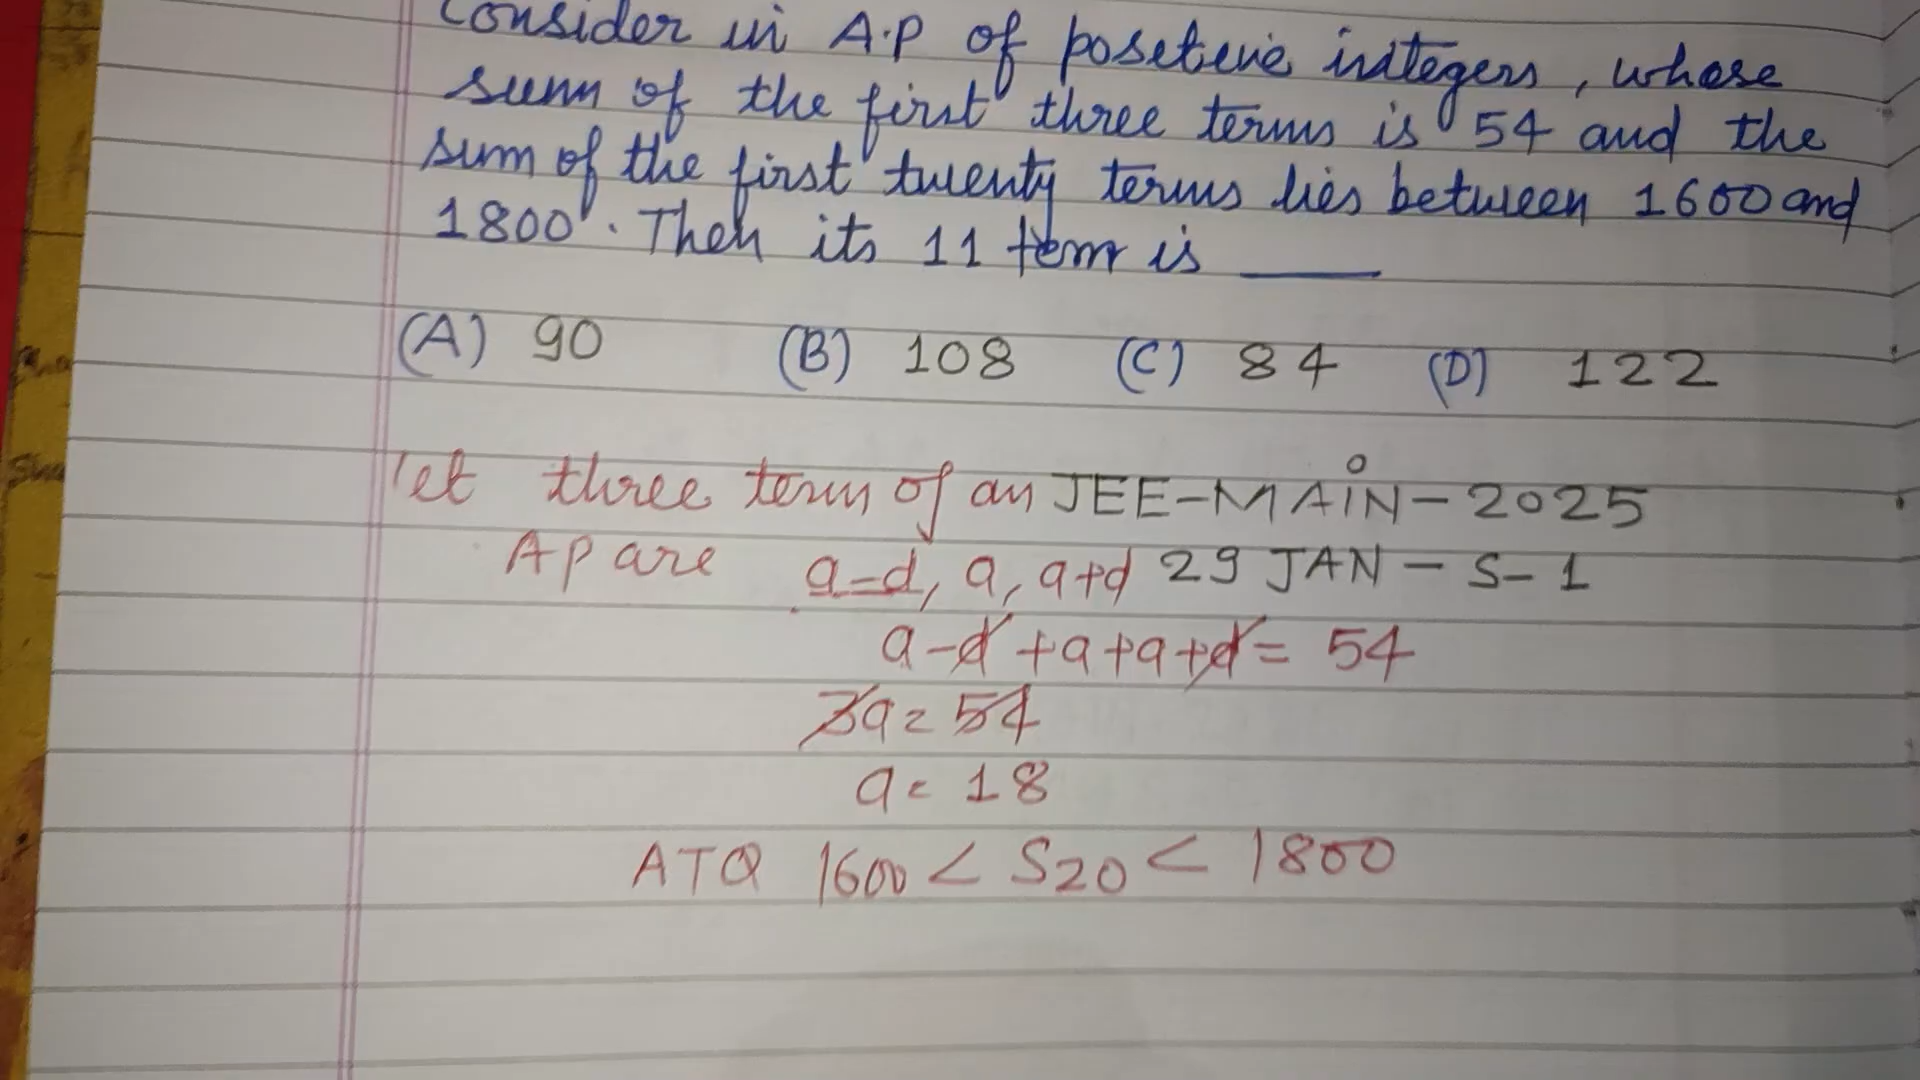 Consider in A.P of poseteve integers, whose
sum of the first three terms is 54 and the
sum of the first twenty terms lies between 1600 and
1800. Then its 11 term is ____
(A) 90 (B) 108 (C) 84 (D) 122
let three term of an JEE-MAIN-2025
AP are a-d, a, a+d 29 JAN - S-1
a-d+a+a+d = 54
3a = 54
a = 18
ATQ 1600 < S20 < 1800